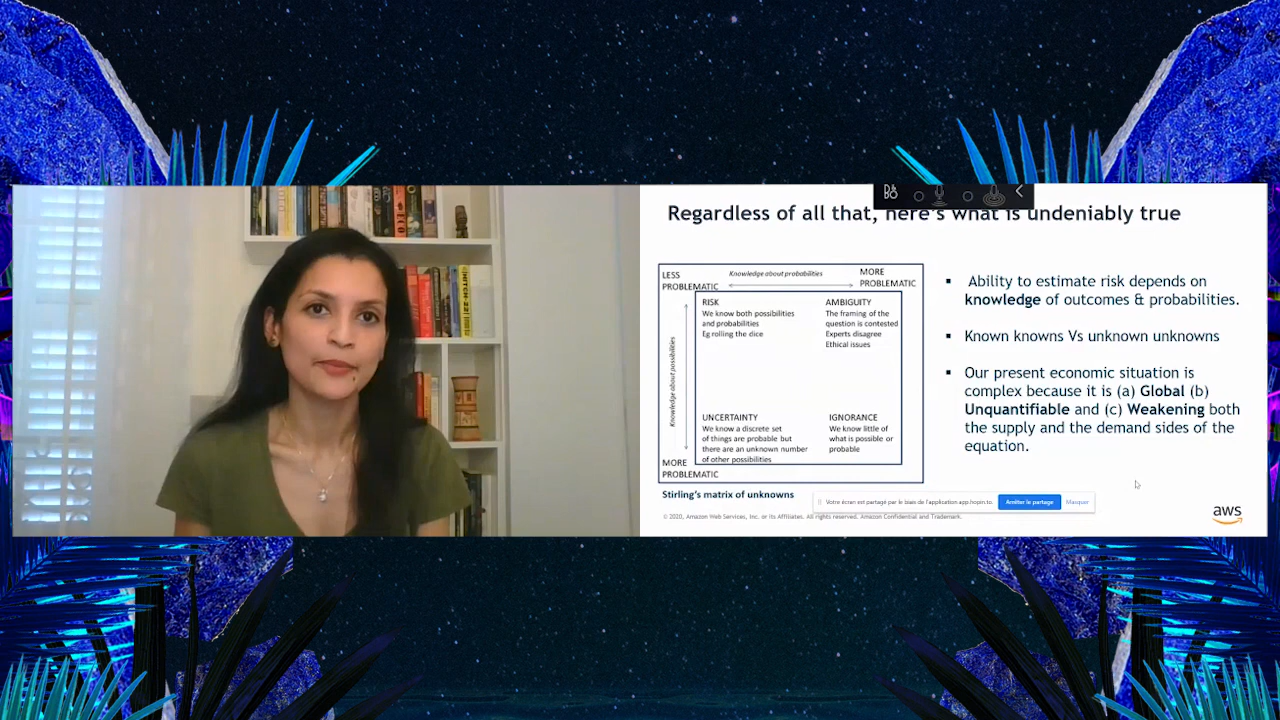 Regardless of all that, here's what is undeniably true
LESS
PROBLEMATIC
Knowledge about probabilities
MORE
PROBLEMATIC
Knowledge about possibilities
RISK
We know both possibilities
and probabilities
Eg rolling the dice
AMBIGUITY
The framing of the
question is contested
Experts disagree
Ethical issues
UNCERTAINTY
We know a discrete set
of things are probable but
there are an unknown number
of other possibilities
IGNORANCE
We know little of
what is possible or
probable
MORE
PROBLEMATIC
Stirling's matrix of unknowns
Ability to estimate risk depends on
knowledge of outcomes & probabilities.
Known knowns Vs unknown unknowns
Our present economic situation is
complex because it is (a) Global (b)
Unquantifiable and (c) Weakening both
the supply and the demand sides of the
equation.
Votre écran est partagé par le biais de l'application app.hopin.to.
Arrêter le partage
Masquer
© 2020, Amazon Web Services, Inc. or its Affiliates. All rights reserved. Amazon Confidential and Trademark.
aws
CATCH-22